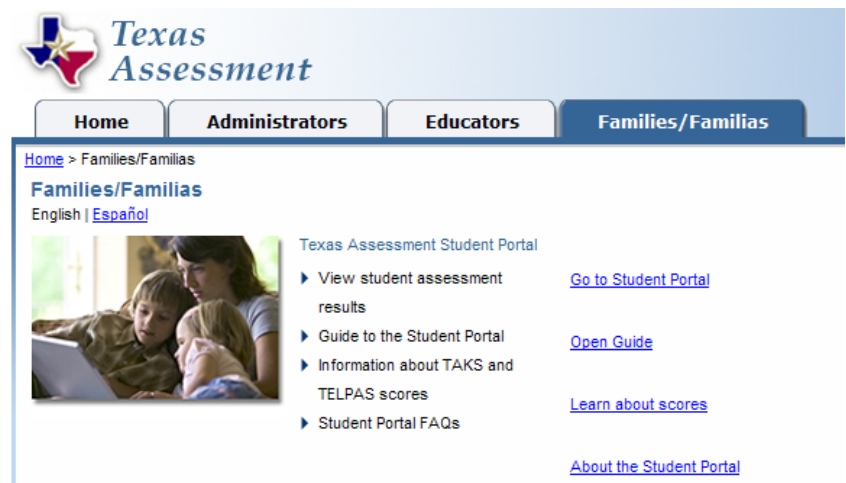 Texas
Assessment
Home
Administrators
Educators
Families/Familias
Home > Families/Familias
Families/Familias
English | Español
Texas Assessment Student Portal
View student assessment
results
Go to Student Portal
Guide to the Student Portal
Open Guide
Information about TAKS and
TELPAS scores
Learn about scores
Student Portal FAQs
About the Student Portal